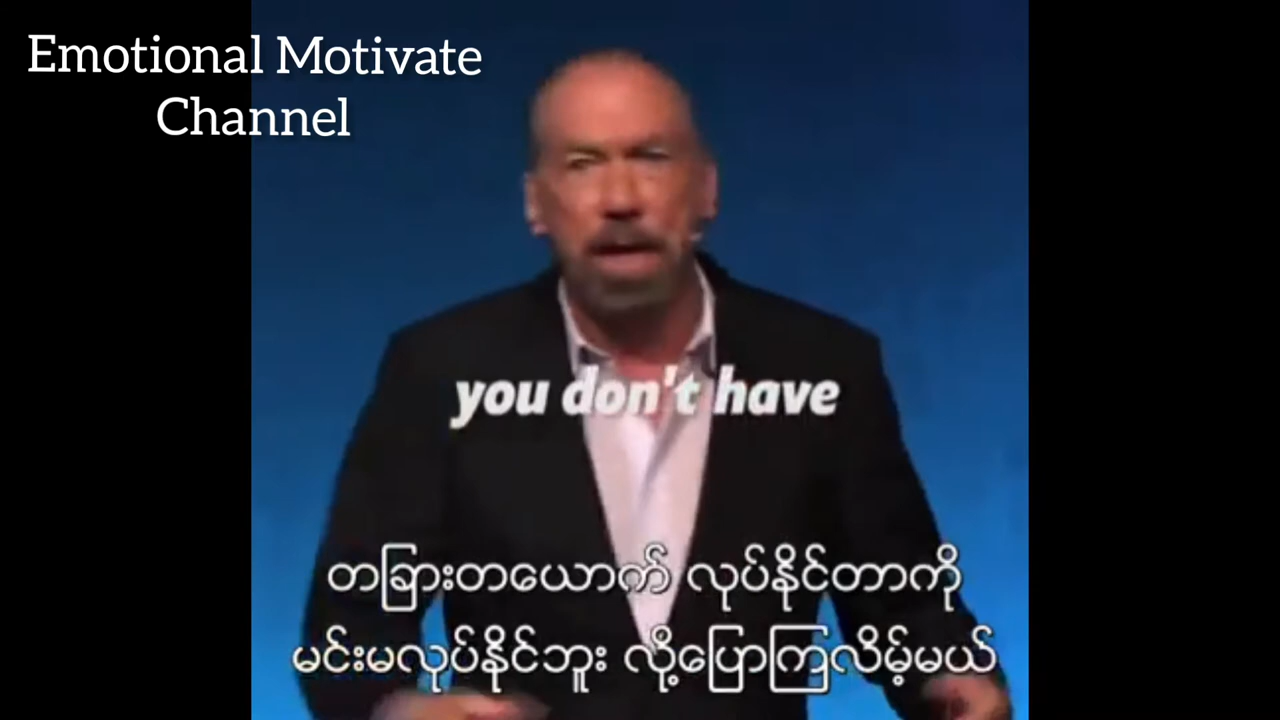 Emotional Motivate
Channel
you don't have
တခြားတယောက် လုပ်နိုင်တာကို
မင်းမလုပ်နိုင်ဘူး လို့ပြောကြလိမ့်မယ်